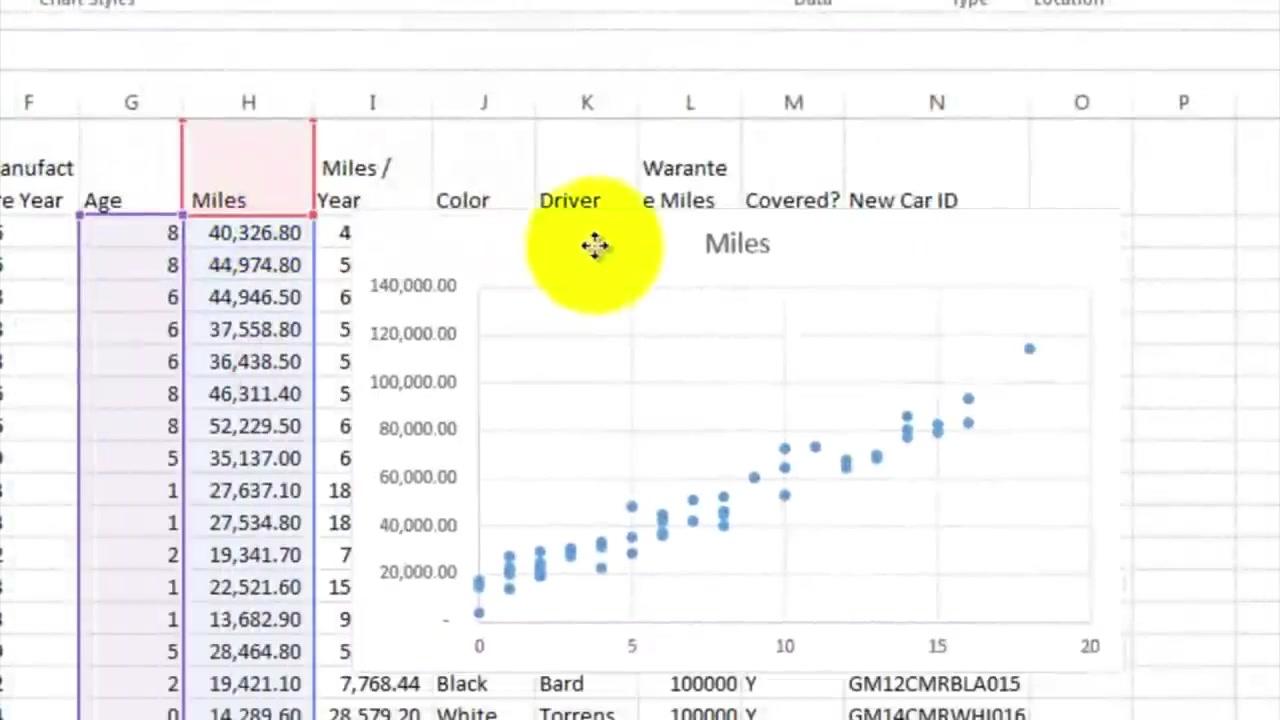 Chart Styles Data Type Location
F G H I J K L M N O P
anufact Miles / Warante
re Year Age Miles Year Color Driver e Miles Covered? New Car ID
8 40,326.80 4
8 44,974.80 5
6 44,946.50 6
6 37,558.80 5
6 36,438.50 5
8 46,311.40 5
8 52,229.50 6
5 35,137.00 6
1 27,637.10 18
1 27,534.80 18
2 19,341.70 7
1 22,521.60 15
1 13,682.90 9
5 28,464.80 5
2 19,421.10 7,768.44 Black Bard 100000 Y GM12CMRBLA015
0 14,289.60 28,579.20 White Torrens 100000 Y GM14CMRWHI016
Miles
140,000.00
120,000.00
100,000.00
80,000.00
60,000.00
40,000.00
20,000.00
-
0 5 10 15 20